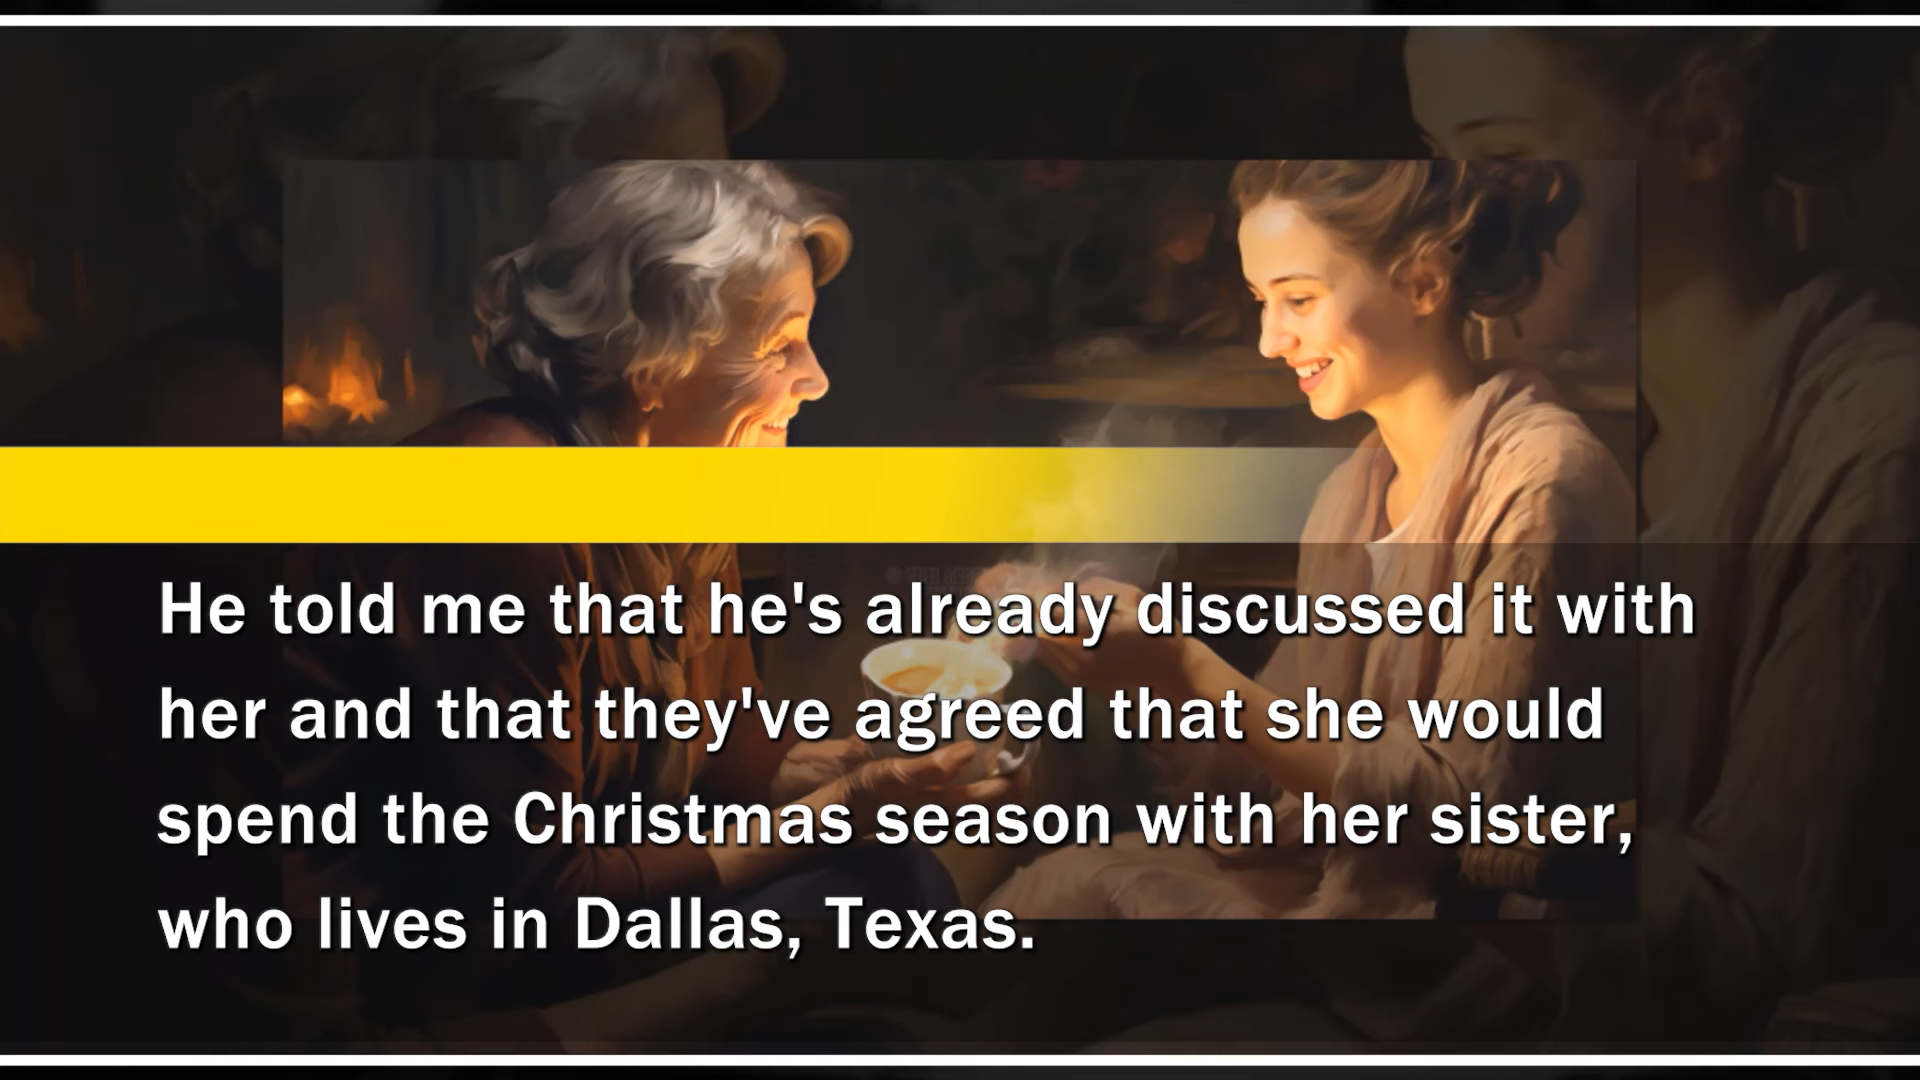 He told me that he's already discussed it with
her and that they've agreed that she would
spend the Christmas season with her sister,
who lives in Dallas, Texas.